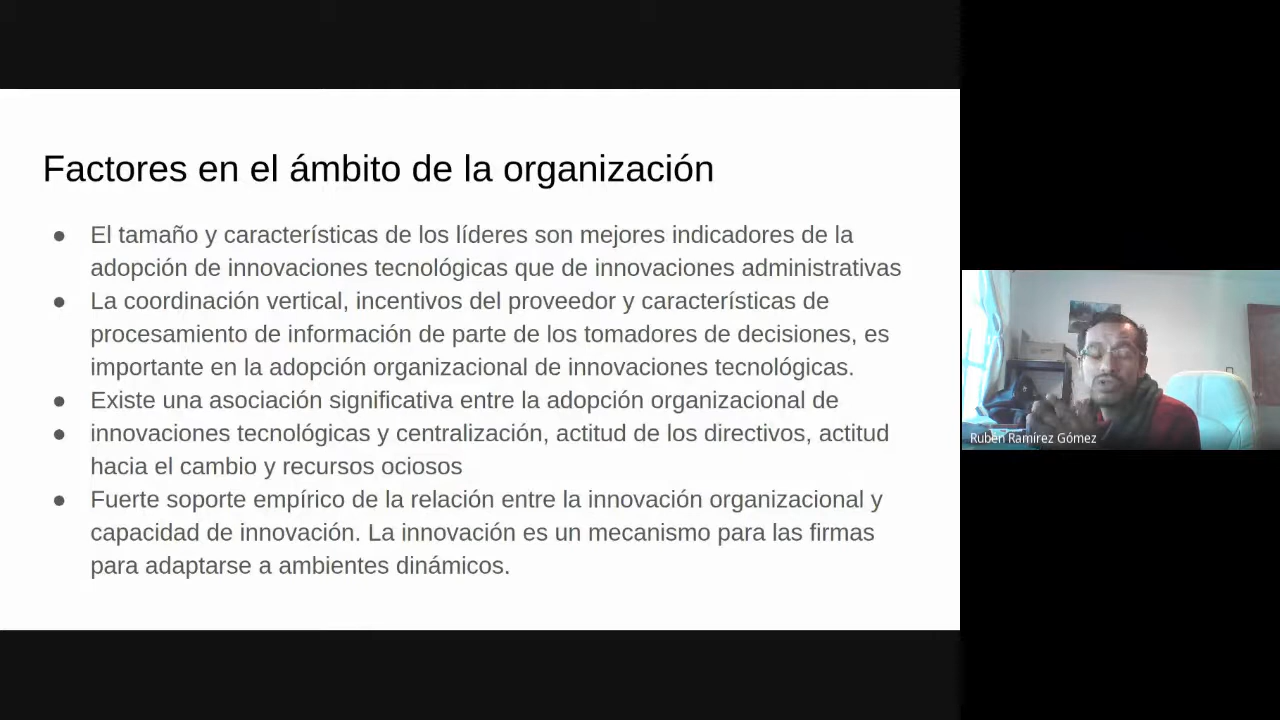 Factores en el ámbito de la organización
● El tamaño y características de los líderes son mejores indicadores de la
adopción de innovaciones tecnológicas que de innovaciones administrativas
● La coordinación vertical, incentivos del proveedor y características de
procesamiento de información de parte de los tomadores de decisiones, es
importante en la adopción organizacional de innovaciones tecnológicas.
● Existe una asociación significativa entre la adopción organizacional de
● innovaciones tecnológicas y centralización, actitud de los directivos, actitud
hacia el cambio y recursos ociosos
● Fuerte soporte empírico de la relación entre la innovación organizacional y
capacidad de innovación. La innovación es un mecanismo para las firmas
para adaptarse a ambientes dinámicos.
Rubén Ramírez Gómez